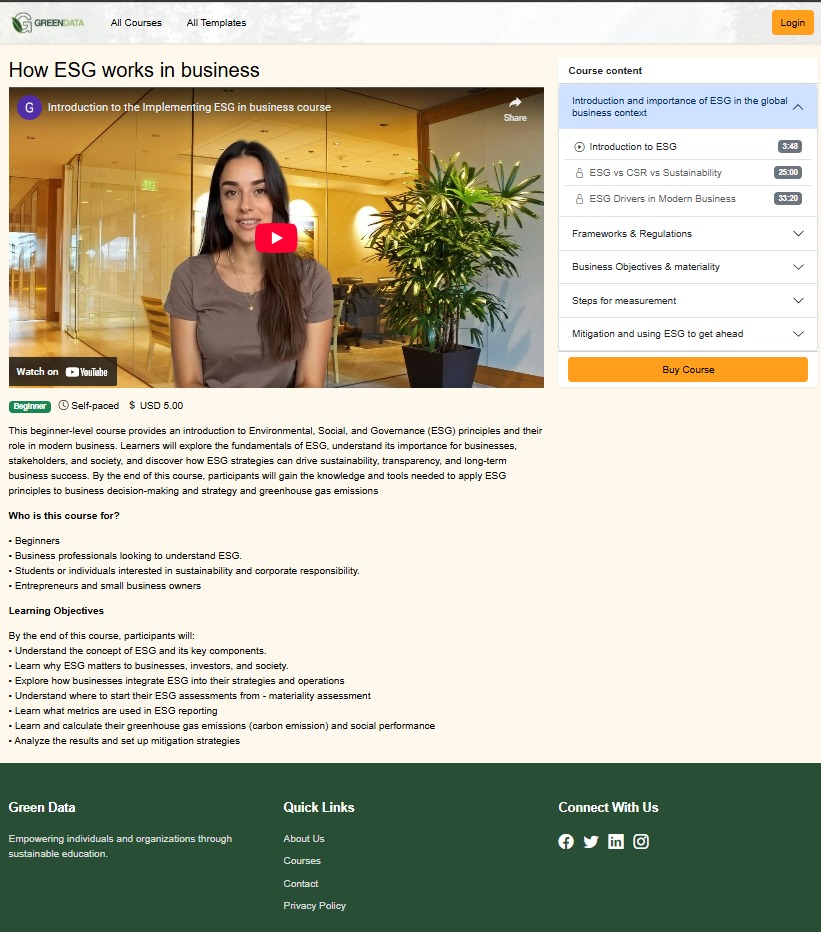 GREENDATA
All Courses
All Templates
Login
How ESG works in business
G
Introduction to the Implementing ESG in business course
Share
Watch on YouTube
Beginner
Self-paced
$ USD 5.00
This beginner-level course provides an introduction to Environmental, Social, and Governance (ESG) principles and their
role in modern business. Learners will explore the fundamentals of ESG, understand its importance for businesses,
stakeholders, and society, and discover how ESG strategies can drive sustainability, transparency, and long-term
business success. By the end of this course, participants will gain the knowledge and tools needed to apply ESG
principles to business decision-making and strategy and greenhouse gas emissions
Who is this course for?
• Beginners
• Business professionals looking to understand ESG.
• Students or individuals interested in sustainability and corporate responsibility.
• Entrepreneurs and small business owners
Learning Objectives
By the end of this course, participants will:
• Understand the concept of ESG and its key components.
• Learn why ESG matters to businesses, investors, and society.
• Explore how businesses integrate ESG into their strategies and operations
• Understand where to start their ESG assessments from - materiality assessment
• Learn what metrics are used in ESG reporting
• Learn and calculate their greenhouse gas emissions (carbon emission) and social performance
• Analyze the results and set up mitigation strategies
Course content
Introduction and importance of ESG in the global
business context
Introduction to ESG 3:48
ESG vs CSR vs Sustainability 25:00
ESG Drivers in Modern Business 33:20
Frameworks & Regulations
Business Objectives & materiality
Steps for measurement
Mitigation and using ESG to get ahead
Buy Course
Green Data
Empowering individuals and organizations through
sustainable education.
Quick Links
About Us
Courses
Contact
Privacy Policy
Connect With Us